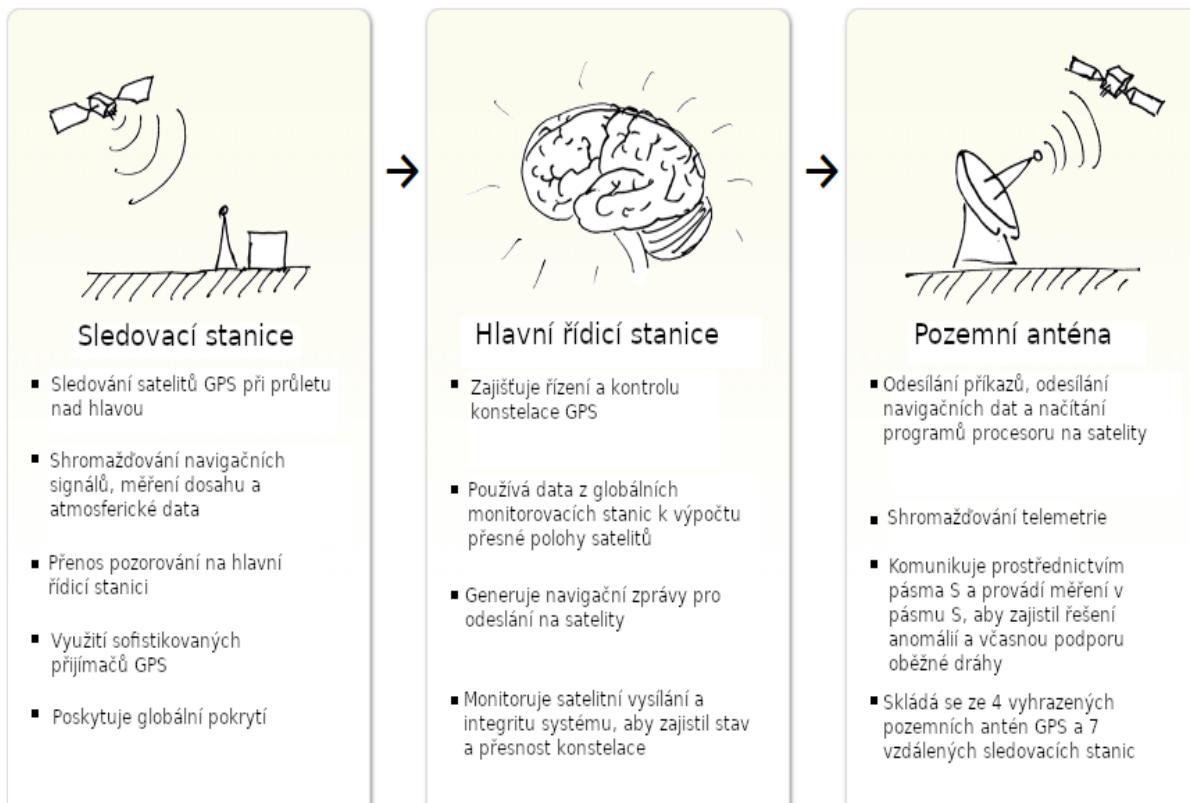 Sledovací stanice
▪ Sledování satelitů GPS při průletu
nad hlavou
▪ Shromažďování navigačních
signálů, měření dosahu a
atmosferické data
▪ Přenos pozorování na hlavní
řídicí stanici
▪ Využití sofistikovaných
přijímačů GPS
▪ Poskytuje globální pokrytí
Hlavní řídicí stanice
▪ Zajišťuje řízení a kontrolu
konstelace GPS
▪ Používá data z globálních
monitorovacích stanic k výpočtu
přesné polohy satelitů
▪ Generuje navigační zprávy pro
odeslání na satelity
▪ Monitoruje satelitní vysílání a
integritu systému, aby zajistil stav
a přesnost konstelace
Pozemní anténa
▪ Odesílání příkazů, odesílání
navigačních dat a načítání
programů procesoru na satelity
▪ Shromažďování telemetrie
▪ Komunikuje prostřednictvím
pásma S a provádí měření v
pásmu S, aby zajistil řešení
anomálií a včasnou podporu
oběžné dráhy
▪ Skládá se ze 4 vyhrazených
pozemních antén GPS a 7
vzdálených sledovacích stanic